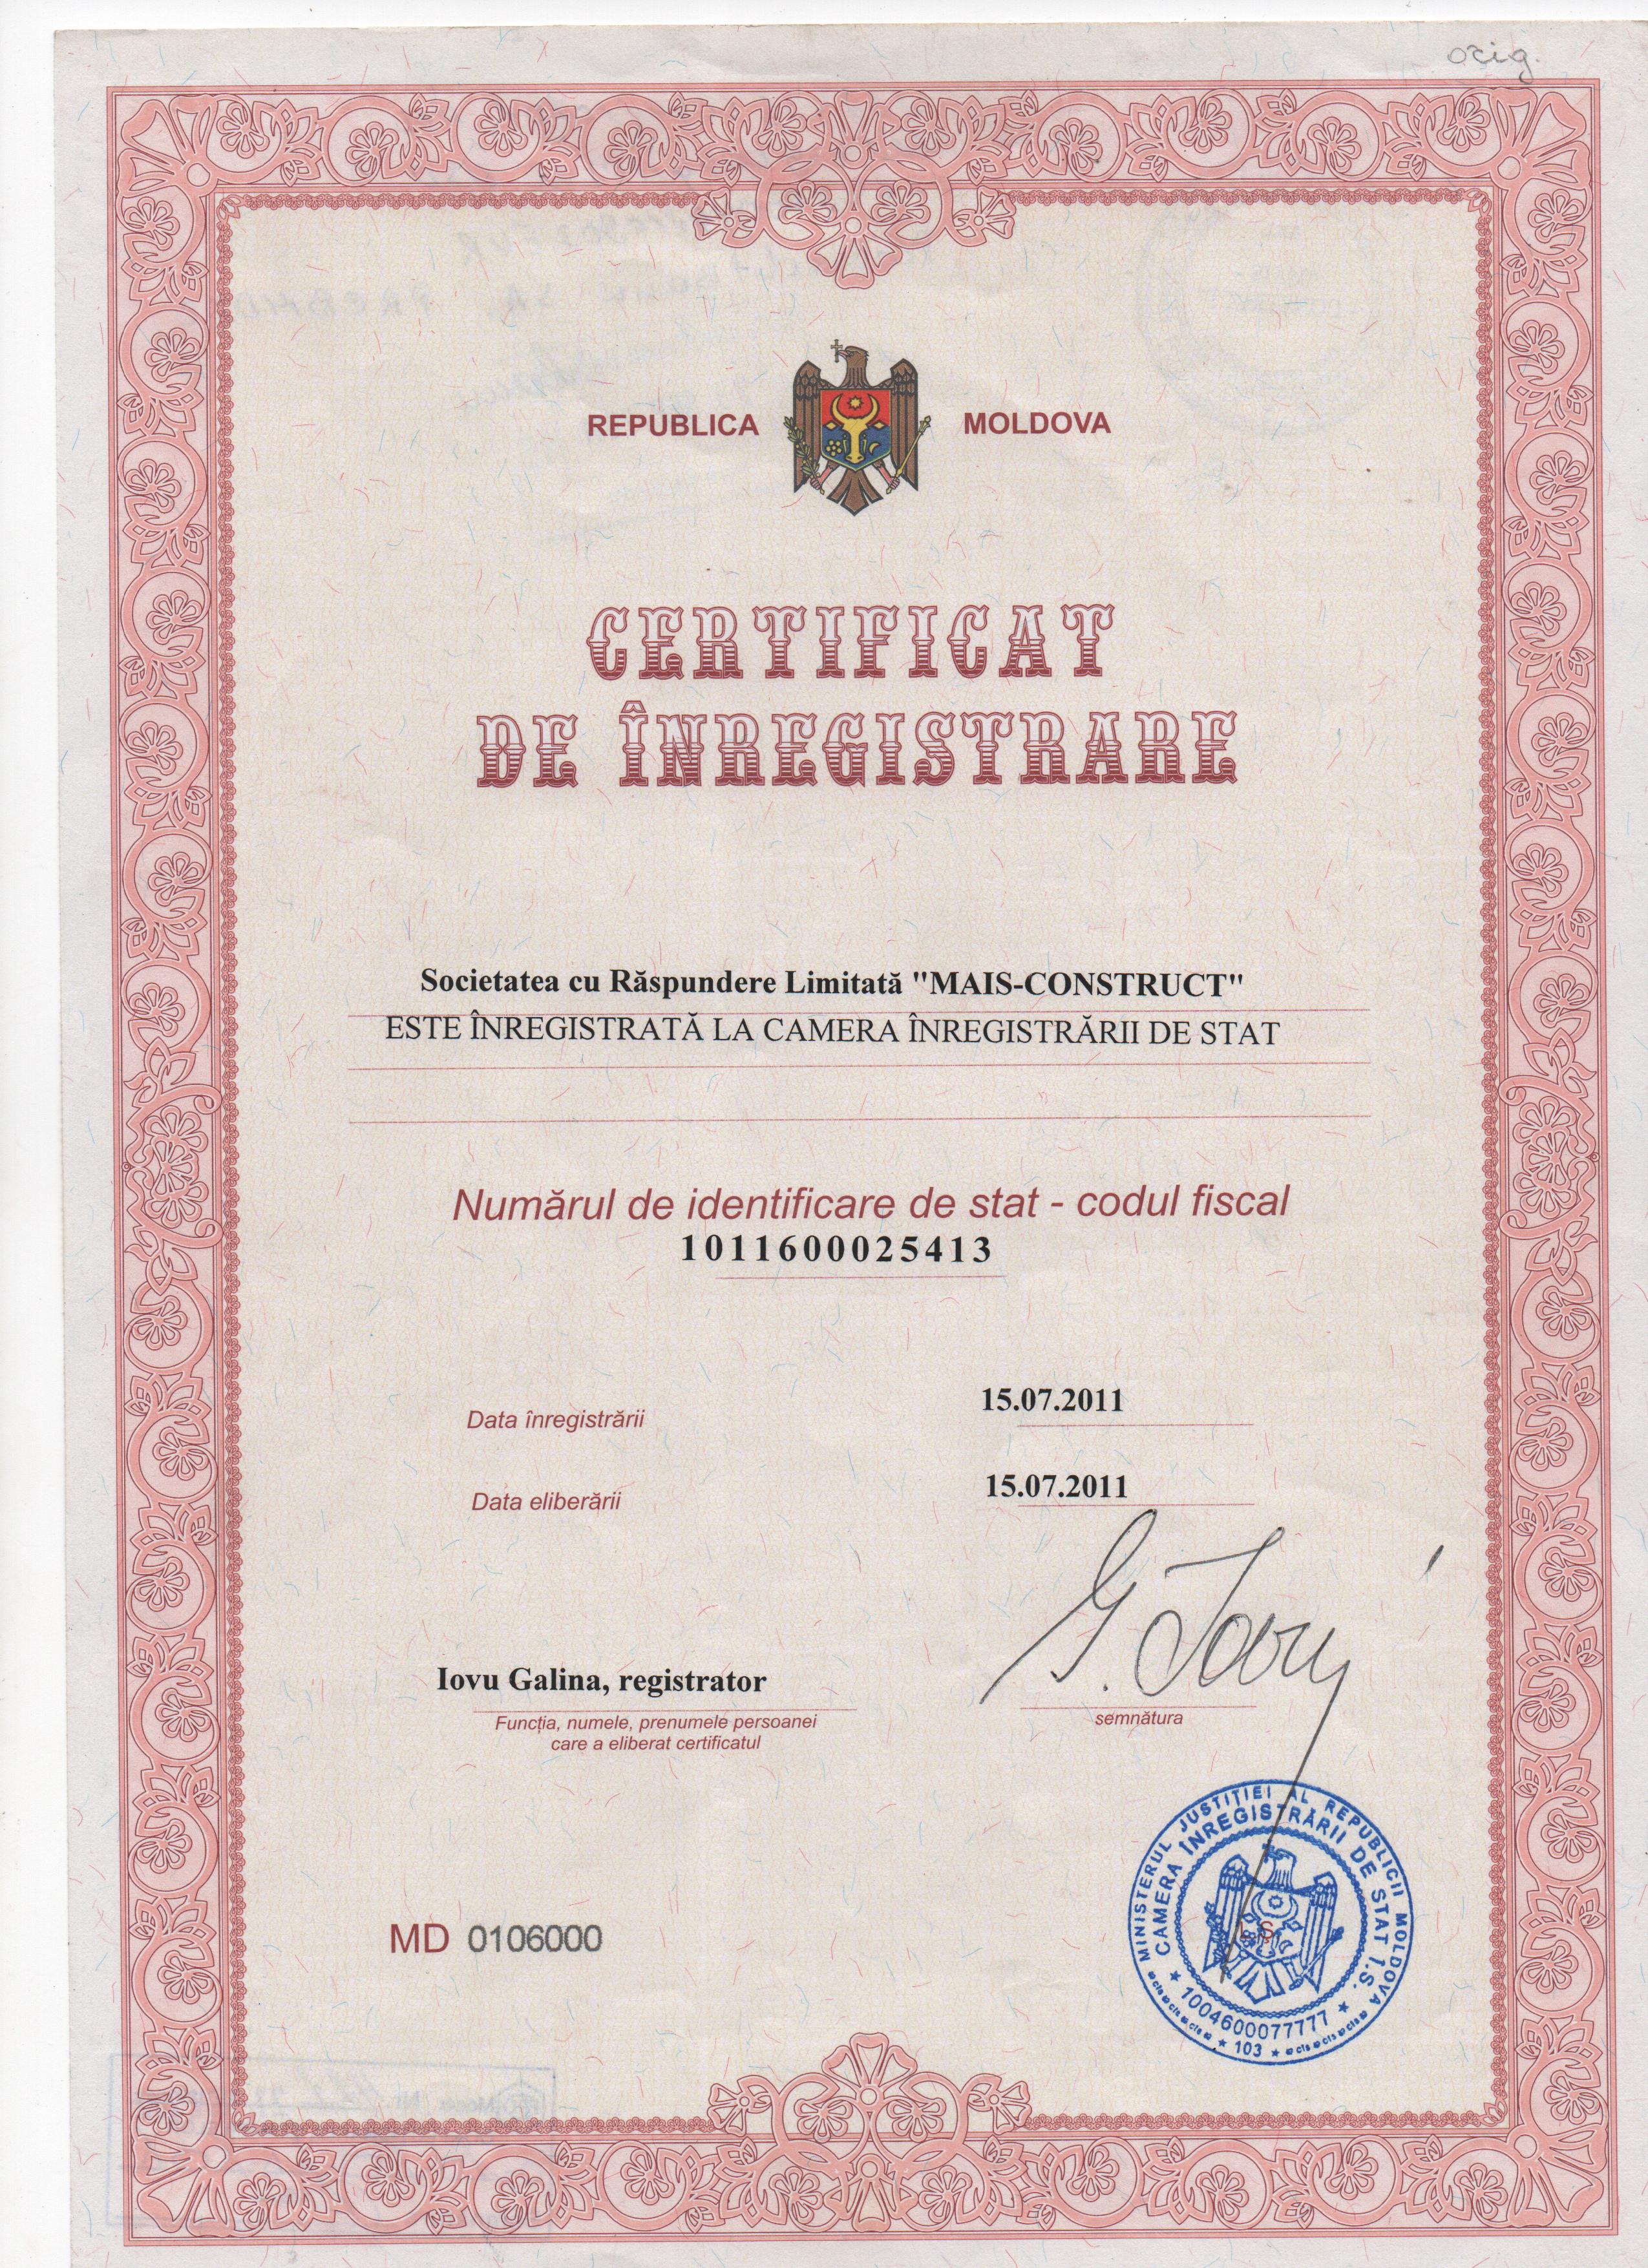 orig.
REPUBLICA MOLDOVA
CERTIFICAT
DE ÎNREGISTRARE
Societatea cu Răspundere Limitată "MAIS-CONSTRUCT"
ESTE ÎNREGISTRATĂ LA CAMERA ÎNREGISTRĂRII DE STAT
Numărul de identificare de stat - codul fiscal
1011600025413
Data înregistrării 15.07.2011
Data eliberării 15.07.2011
G. Iovu
Iovu Galina, registrator
Funcția, numele, prenumele persoanei
care a eliberat certificatul
semnătura
MINISTERUL JUSTIȚIEI AL REPUBLICII MOLDOVA
CAMERA ÎNREGISTRĂRII DE STAT Î.S.
L.Ș.
★ 1004600077777 ★
★ 103 ★
MD 0106000